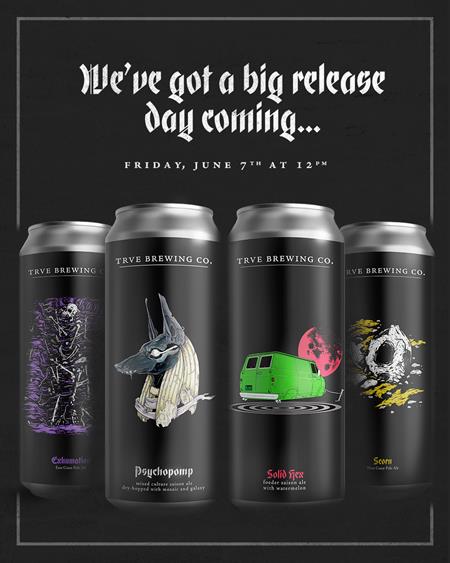 We've got a big release
day coming...
FRIDAY, JUNE 7TH AT 12PM
TRVE BREWING C
TRVE BREWING CO.
TRVE BREWING CO.
TRVE BREWING CO.
Exhumation
East Coast Pale Ale
Psychopomp
mixed culture saison ale
dry-hopped with mosaic and galaxy
Solid Hex
foeder saison ale
with watermelon
Scorn
Coast Pale Ale